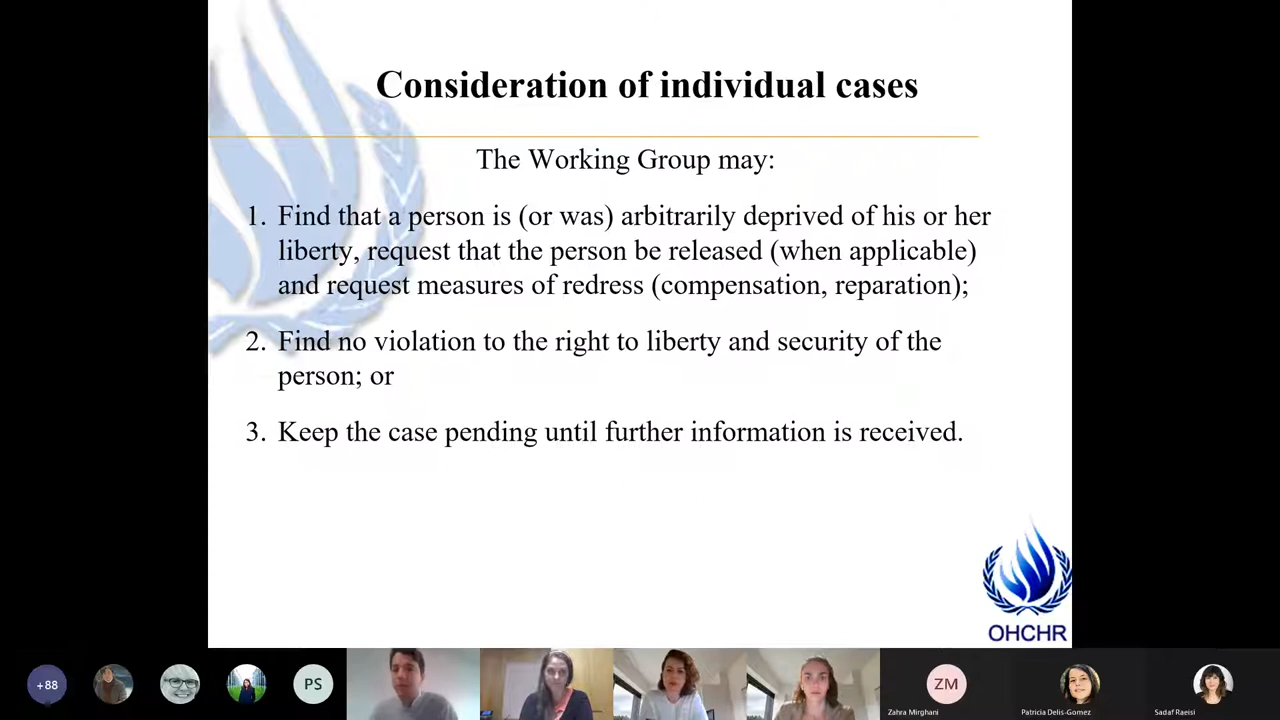 Consideration of individual cases
The Working Group may:
1. Find that a person is (or was) arbitrarily deprived of his or her
liberty, request that the person be released (when applicable)
and request measures of redress (compensation, reparation);
2. Find no violation to the right to liberty and security of the
person; or
3. Keep the case pending until further information is received.
OHCHR
+88
PS
ZM
Zahra Mirghani
Patricia Delis-Gomez
Sadaf Raeisi